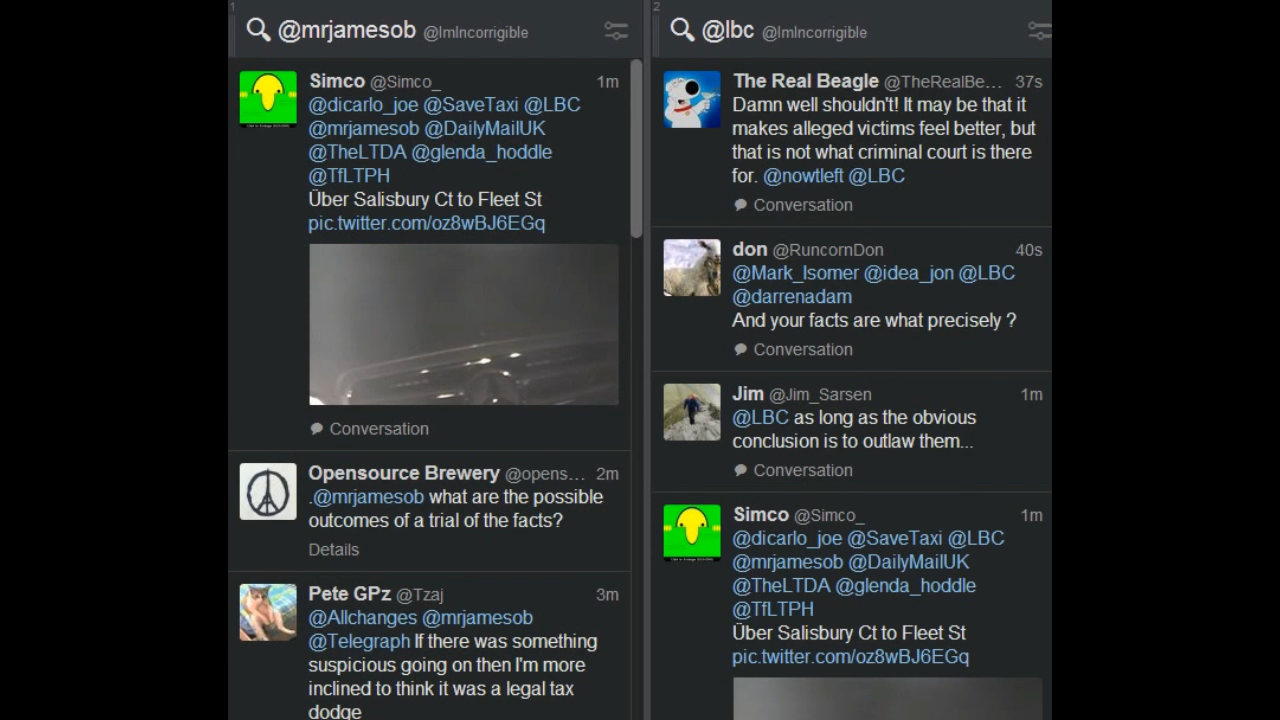 1
@mrjamesob @ImIncorrigible
Simco @Simco_ 1m
@dicarlo_joe @SaveTaxi @LBC
@mrjamesob @DailyMailUK
@TheLTDA @glenda_hoddle
@TfLTPH
Über Salisbury Ct to Fleet St
pic.twitter.com/oz8wBJ6EGq
Conversation
Opensource Brewery @opens... 2m
.@mrjamesob what are the possible
outcomes of a trial of the facts?
Details
Pete GPz @Tzaj 3m
@Allchanges @mrjamesob
@Telegraph If there was something
suspicious going on then I'm more
inclined to think it was a legal tax
dodge
2
@lbc @ImIncorrigible
The Real Beagle @TheRealBe... 37s
Damn well shouldn't! It may be that it
makes alleged victims feel better, but
that is not what criminal court is there
for. @nowtleft @LBC
Conversation
don @RuncornDon 40s
@Mark_Isomer @idea_jon @LBC
@darrenadam
And your facts are what precisely ?
Conversation
Jim @Jim_Sarsen 1m
@LBC as long as the obvious
conclusion is to outlaw them...
Conversation
Simco @Simco_ 1m
@dicarlo_joe @SaveTaxi @LBC
@mrjamesob @DailyMailUK
@TheLTDA @glenda_hoddle
@TfLTPH
Über Salisbury Ct to Fleet St
pic.twitter.com/oz8wBJ6EGq